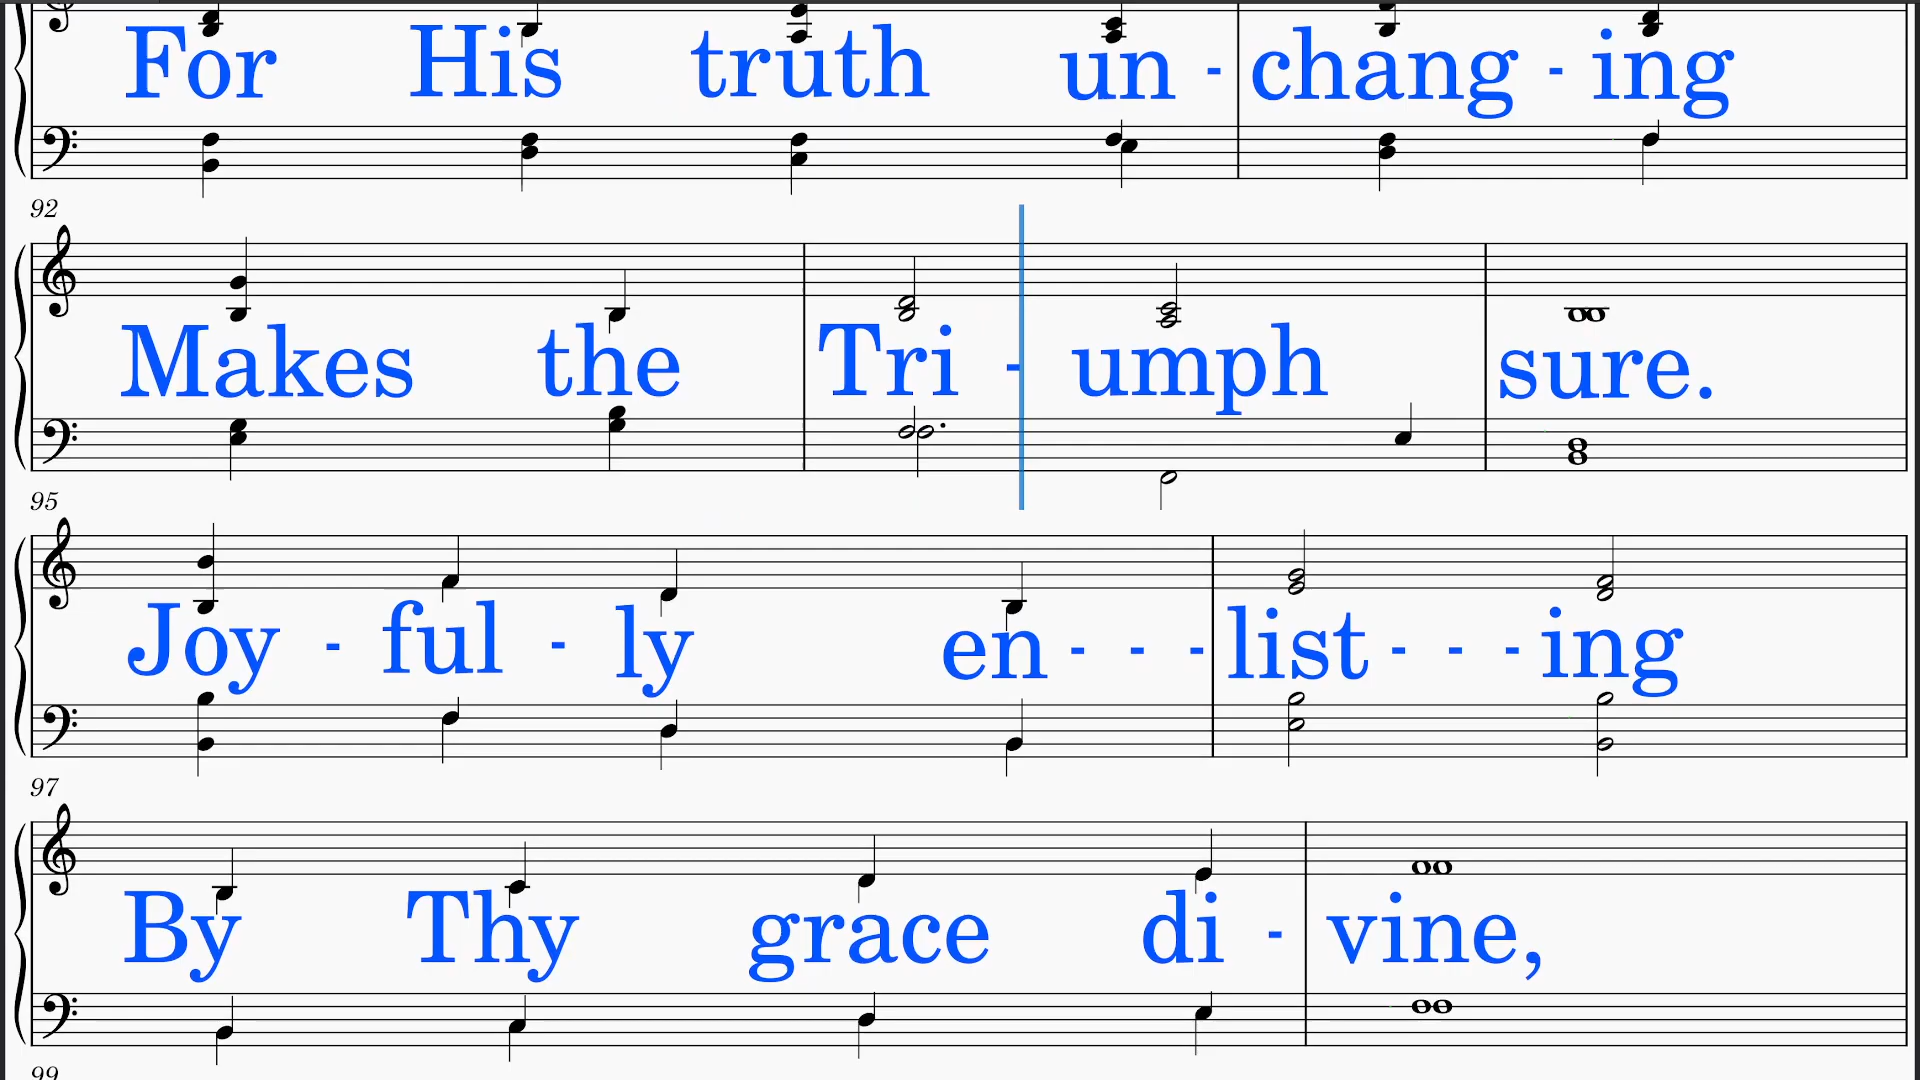 For His truth un - chang - ing
92
Makes the Tri - umph sure.
95
Joy - ful - ly en - - - list - - - ing
97
By Thy grace di - vine,
99